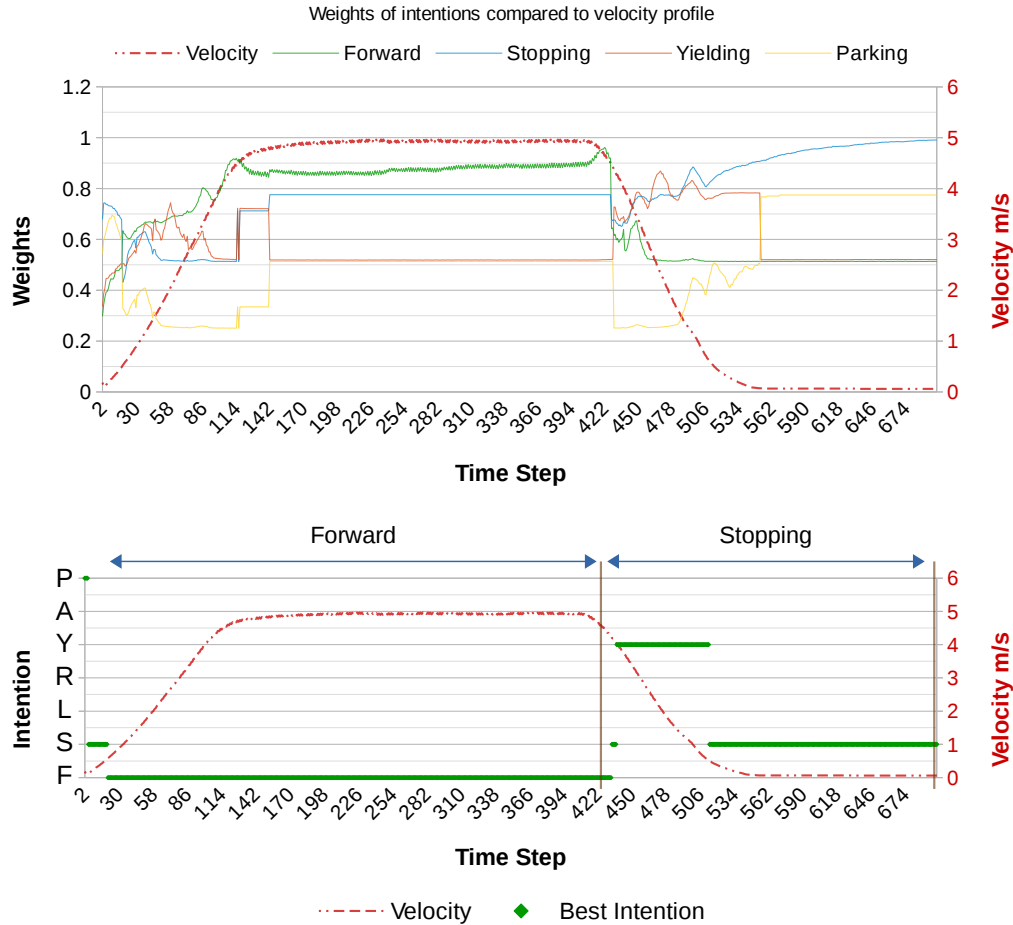 Weights of intentions compared to velocity profile
Velocity Forward Stopping Yielding Parking
1.2 6
1 5
0.8 4
0.6 3
0.4 2
0.2 1
0 0
Weights
Velocity m/s
2 30 58 86 114 142 170 198 226 254 282 310 338 366 394 422 450 478 506 534 562 590 618 646 674
Time Step
Forward Stopping
P 6
A 5
Y 4
R 3
L 2
S 1
F 0
Intention
Velocity m/s
2 30 58 86 114 142 170 198 226 254 282 310 338 366 394 422 450 478 506 534 562 590 618 646 674
Time Step
Velocity Best Intention